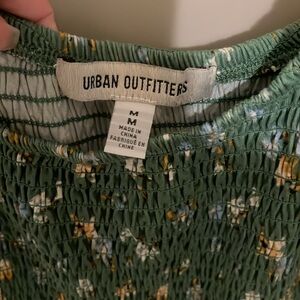 URBAN OUTFITTERS
M
M
MADE IN
CHINA
FABRIQUÉ EN
CHINE